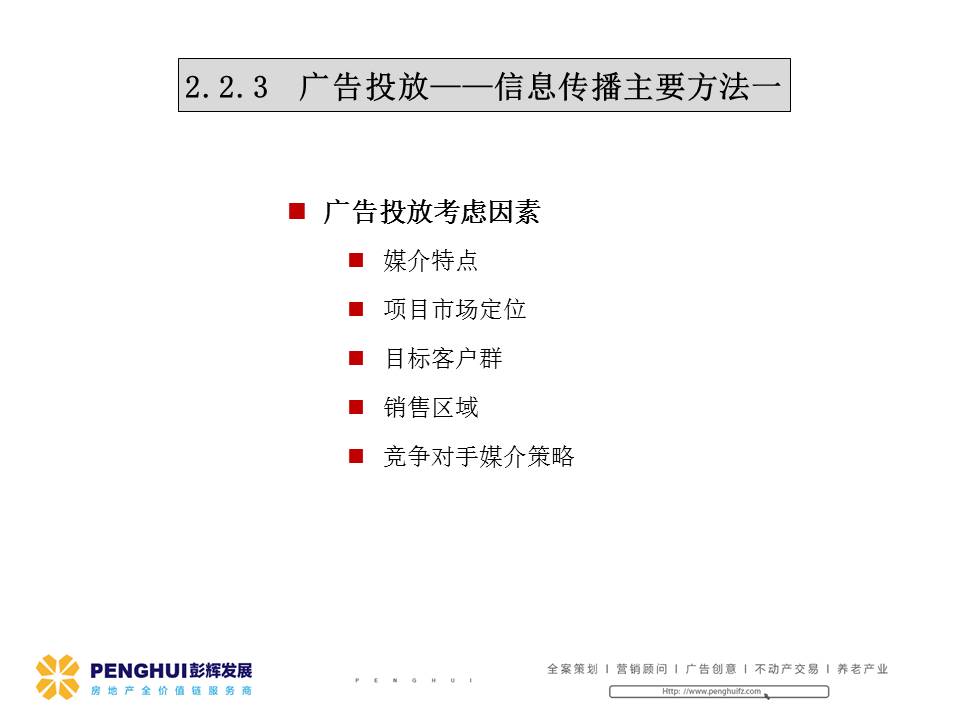 2.2.3 广告投放——信息传播主要方法一
广告投放考虑因素
媒介特点
项目市场定位
目标客户群
销售区域
竞争对手媒介策略
PENGHUI彭辉发展
房地产全价值链服务商
PENGHUI
全案策划 | 营销顾问 | 广告创意 | 不动产交易 | 养老产业
Http: //www.penghuifz.com